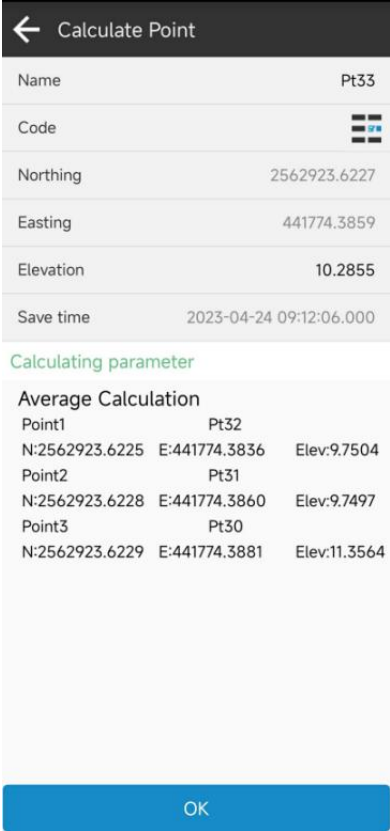 Calculate Point
Name Pt33
Code
Northing 2562923.6227
Easting 441774.3859
Elevation 10.2855
Save time 2023-04-24 09:12:06.000
Calculating parameter
Average Calculation
Point1 Pt32
N:2562923.6225 E:441774.3836 Elev:9.7504
Point2 Pt31
N:2562923.6228 E:441774.3860 Elev:9.7497
Point3 Pt30
N:2562923.6229 E:441774.3881 Elev:11.3564
OK